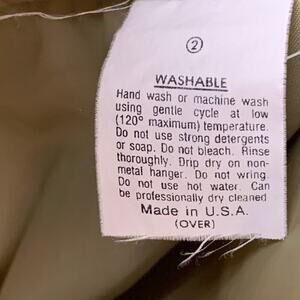 ②
WASHABLE
Hand wash or machine wash
using gentle cycle at low
(120° maximum) temperature.
Do not use strong detergents
or soap. Do not bleach. Rinse
thoroughly. Drip dry on non-
metal hanger. Do not wring.
Do not use hot water. Can
be professionally dry cleaned
Made in U.S.A.
(OVER)